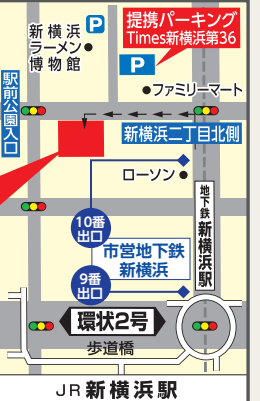 新横浜
ラーメン
博物館
P
提携パーキング
Times新横浜第36
P
ファミリーマート
駅前公園入口
新横浜二丁目北側
ローソン
地下鉄 新横浜駅
10番
出口
市営地下鉄
新横浜
9番
出口
環状2号
歩道橋
JR新横浜駅